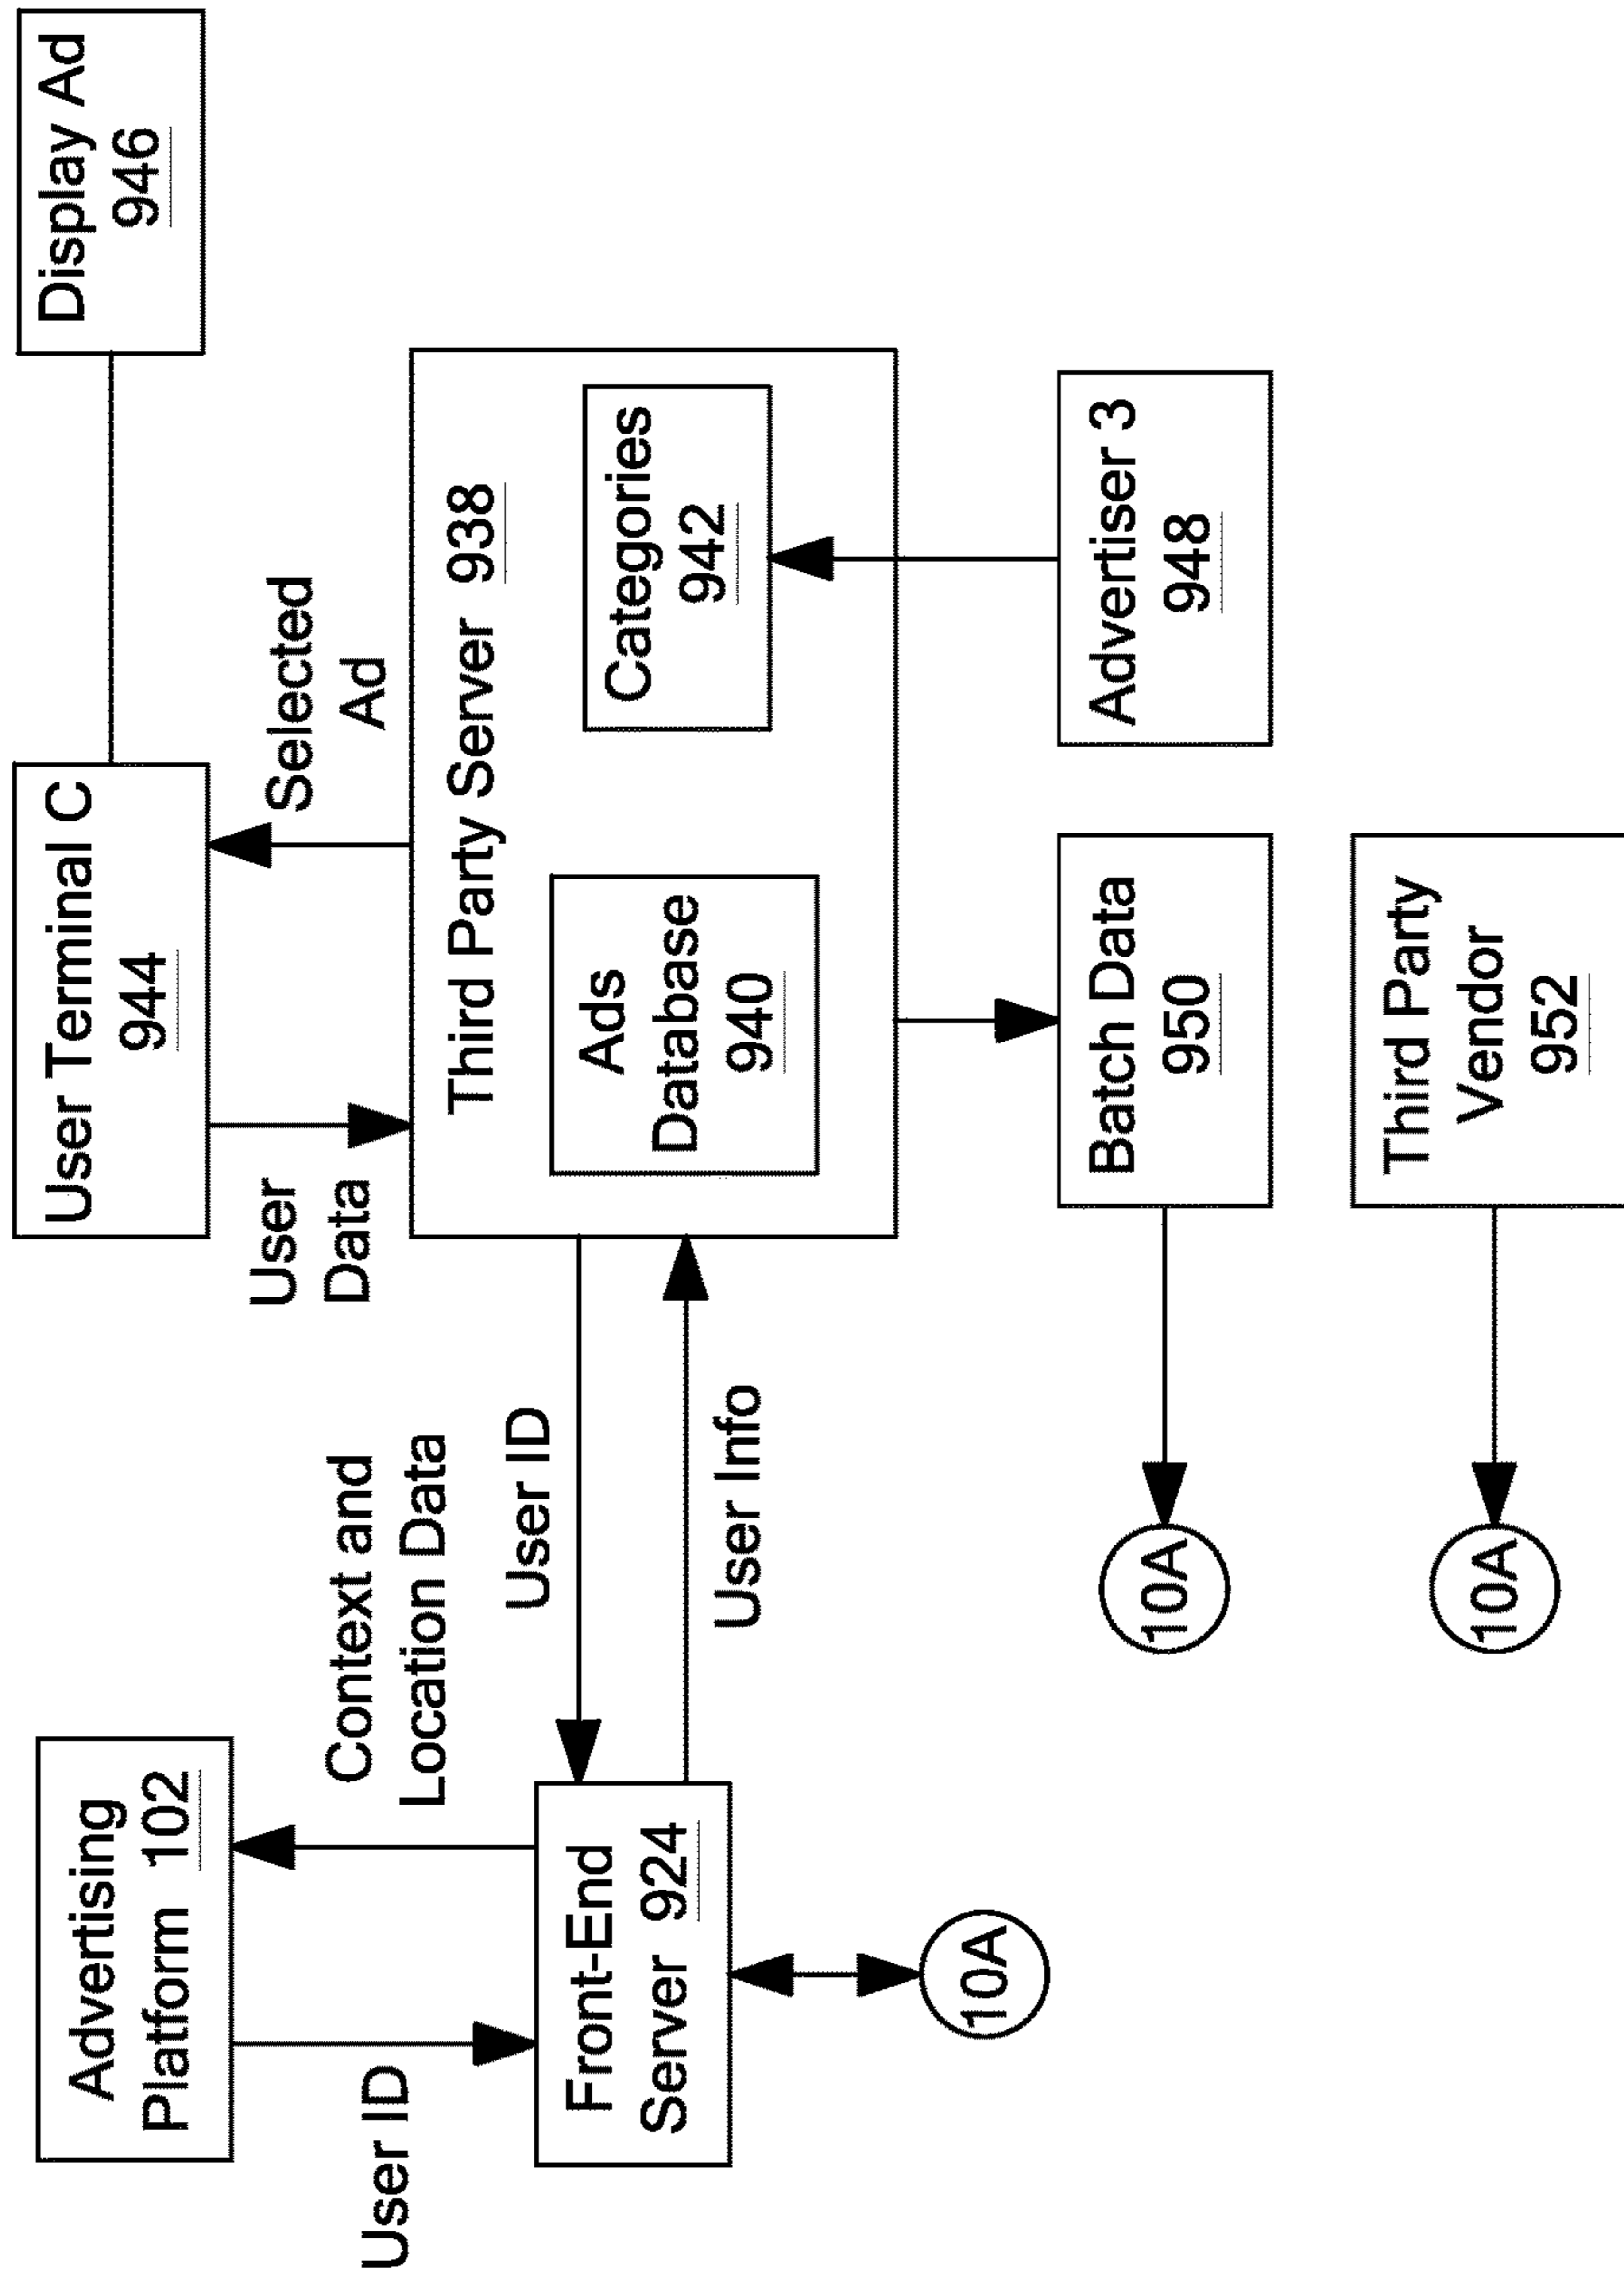 Advertising
Platform 102
User Terminal C
944
Display Ad
946
User ID
Context and
Location Data
User
Data
Selected
Ad
Front-End
Server 924
User ID
User Info
Third Party Server 938
Ads
Database
940
Categories
942
10A
10A
Batch Data
950
Advertiser 3
948
10A
Third Party
Vendor
952